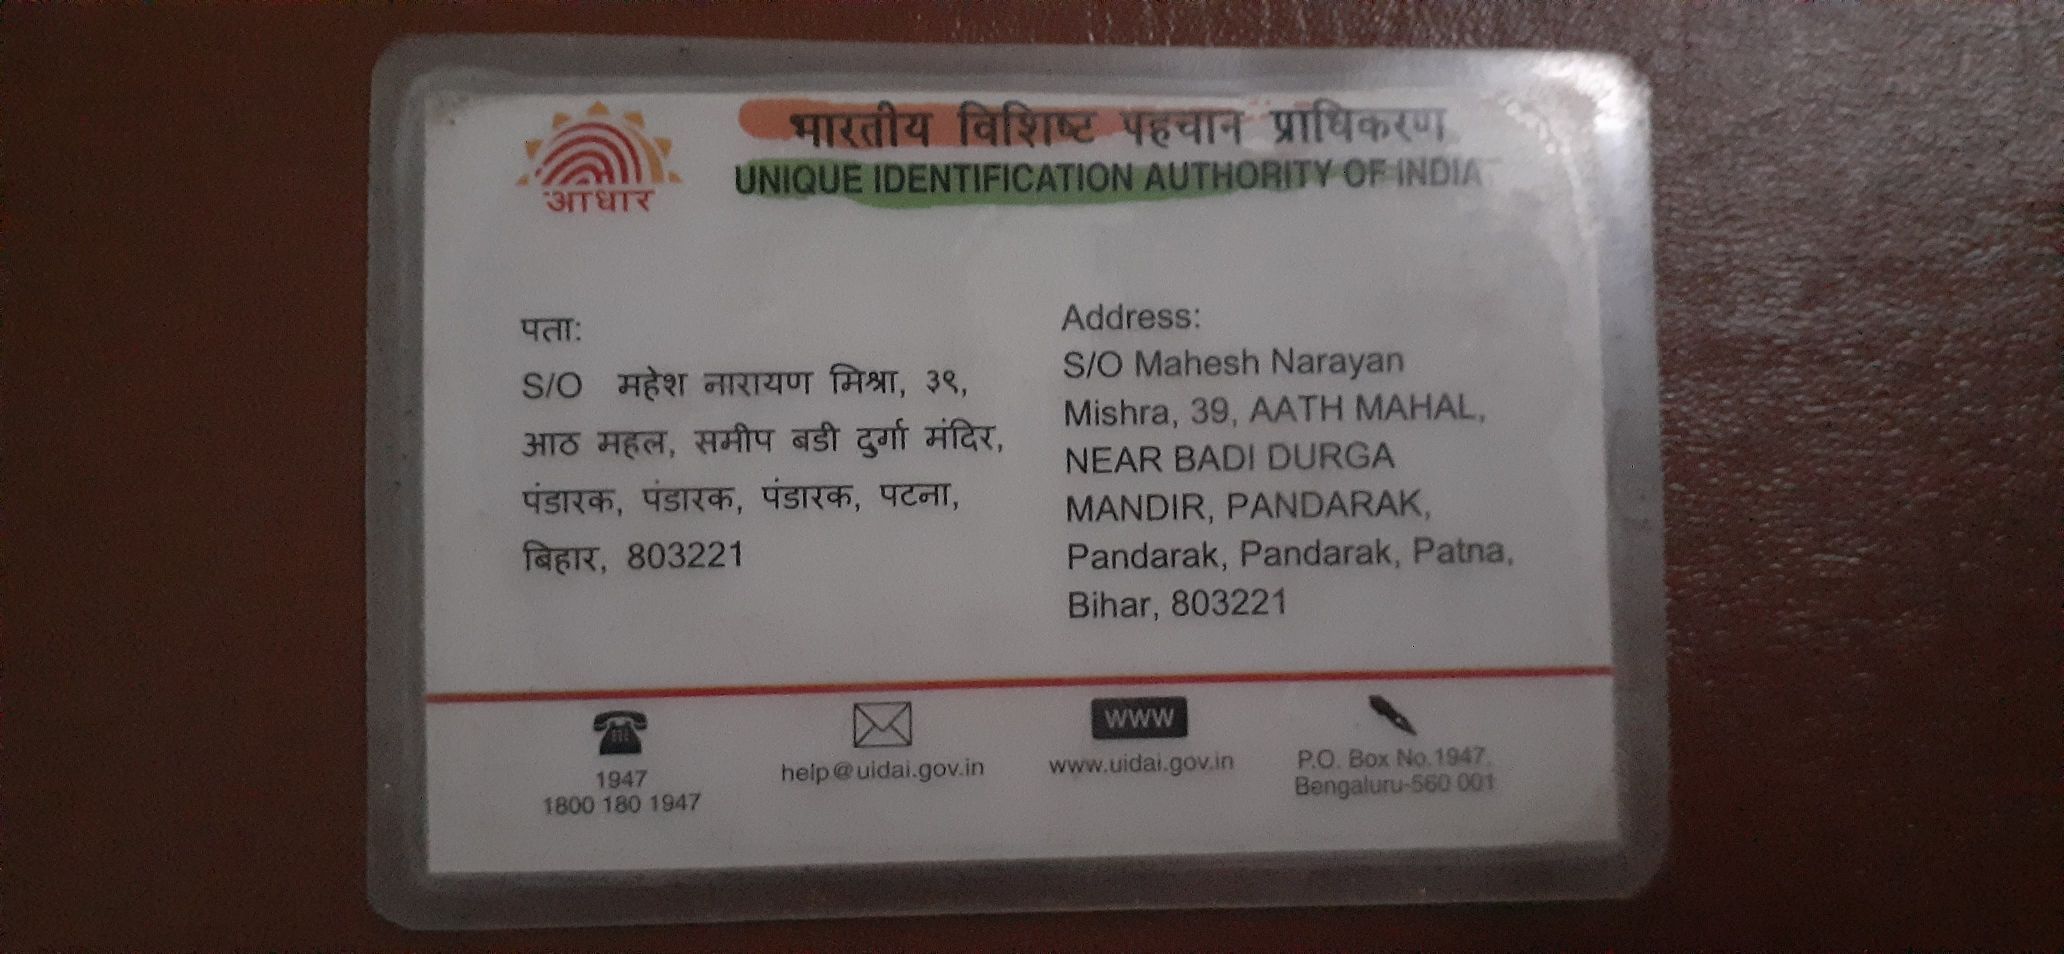 आधार
भारतीय विशिष्ट पहचान प्राधिकरण
UNIQUE IDENTIFICATION AUTHORITY OF INDIA
पता:
S/O महेश नारायण मिश्रा, ३९,
आठ महल, समीप बडी दुर्गा मंदिर,
पंडारक, पंडारक, पंडारक, पटना,
बिहार, 803221
Address:
S/O Mahesh Narayan
Mishra, 39, AATH MAHAL,
NEAR BADI DURGA
MANDIR, PANDARAK,
Pandarak, Pandarak, Patna,
Bihar, 803221
1947
1800 180 1947
help@uidai.gov.in
WWW
www.uidai.gov.in
P.O. Box No.1947,
Bengaluru-560 001